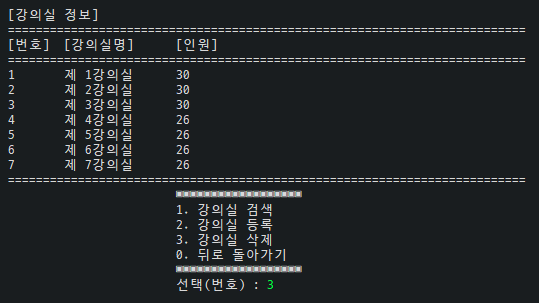 [강의실 정보]
==========================================================================
[번호] [강의실명] [인원]
==========================================================================
1 제 1강의실 30
2 제 2강의실 30
3 제 3강의실 30
4 제 4강의실 26
5 제 5강의실 26
6 제 6강의실 26
7 제 7강의실 26
==========================================================================
▣▣▣▣▣▣▣▣▣▣▣▣▣▣▣▣▣▣
1. 강의실 검색
2. 강의실 등록
3. 강의실 삭제
0. 뒤로 돌아가기
▣▣▣▣▣▣▣▣▣▣▣▣▣▣▣▣▣▣
선택(번호) : 3